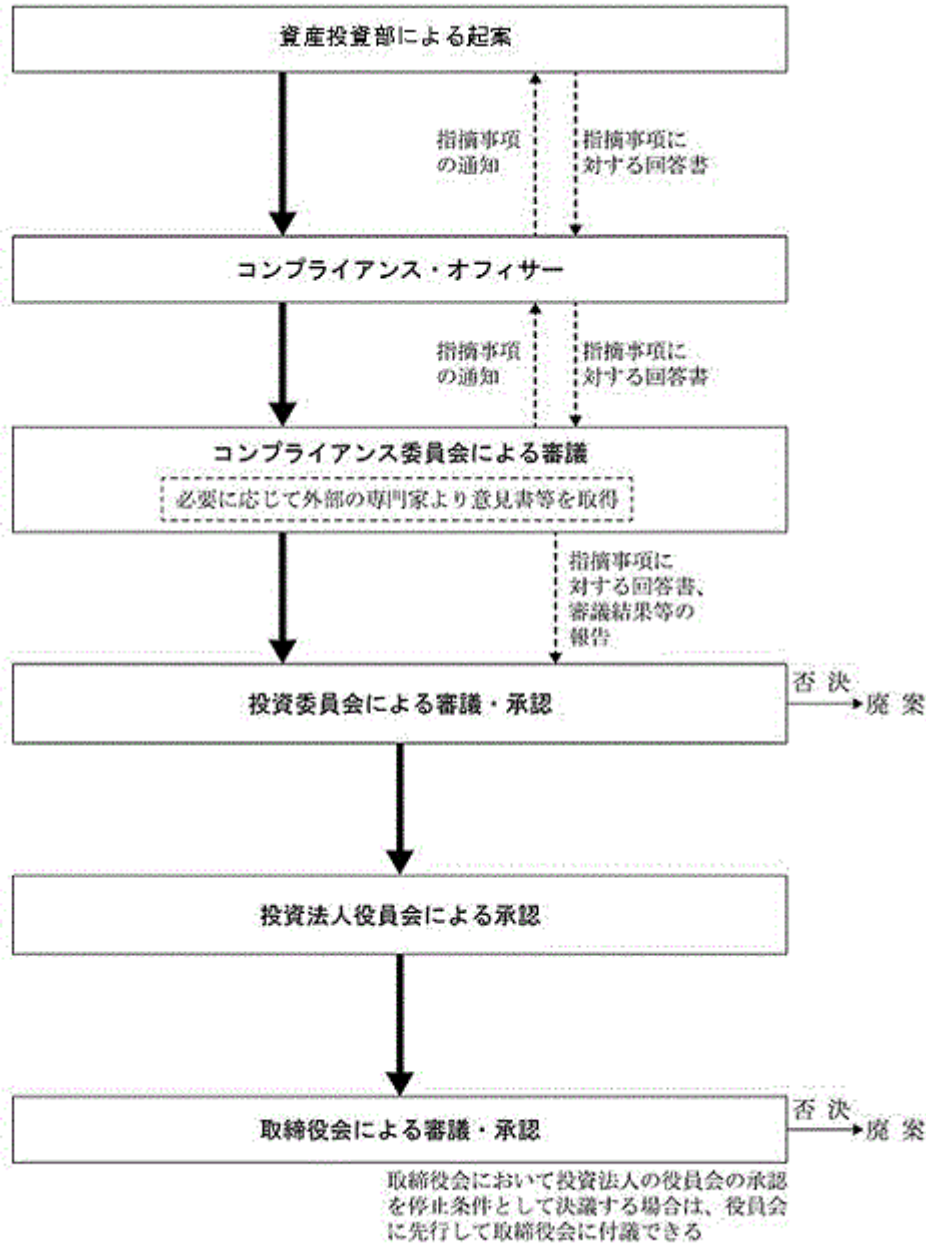 資産投資部による起案
指摘事項
の通知
指摘事項に
対する回答書
コンプライアンス・オフィサー
指摘事項
の通知
指摘事項に
対する回答書
コンプライアンス委員会による審議
必要に応じて外部の専門家より意見書等を取得
指摘事項に
対する回答書、
審議結果等の
報告
投資委員会による審議・承認
否決
廃案
投資法人役員会による承認
取締役会による審議・承認
否決
廃案
取締役会において投資法人の役員会の承認
を停止条件として決議する場合は、役員会
に先行して取締役会に付議できる